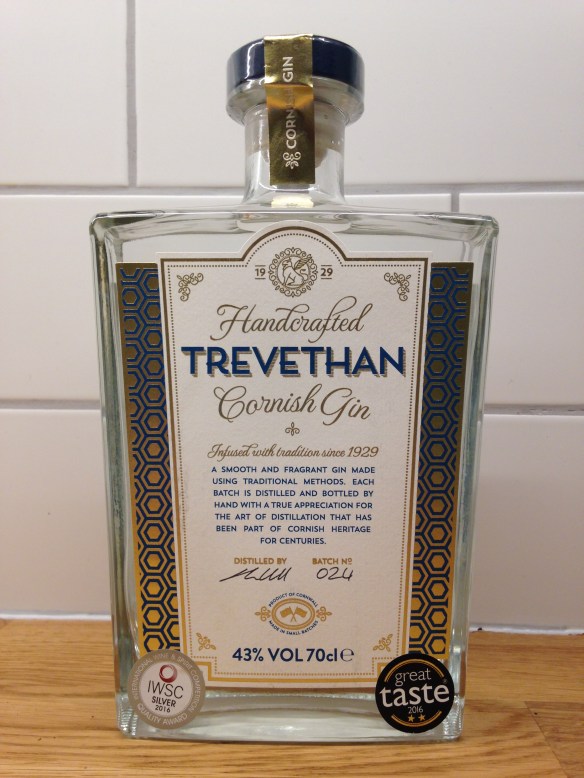 CORNISH GIN
19 29
Handcrafted
TREVETHAN
Cornish Gin
Infused with tradition since 1929
A SMOOTH AND FRAGRANT GIN MADE
USING TRADITIONAL METHODS. EACH
BATCH IS DISTILLED AND BOTTLED BY
HAND WITH A TRUE APPRECIATION FOR
THE ART OF DISTILLATION THAT HAS
BEEN PART OF CORNISH HERITAGE
FOR CENTURIES.
DISTILLED BY BATCH Nº
024
PRODUCT OF CORNWALL
MADE IN SMALL BATCHES
43% VOL 70cl e
IWSC
SILVER
2016
QUALITY AWARD
great
taste
2016